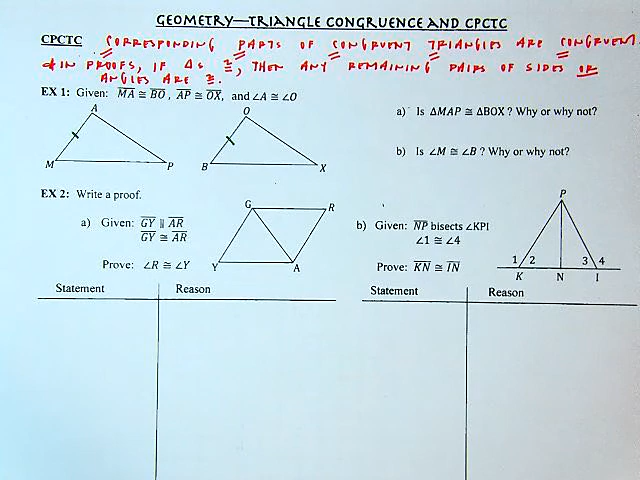 GEOMETRY—TRIANGLE CONGRUENCE AND CPCTC
CPCTC CORRESPONDING PARTS OF CONGRUENT TRIANGLES ARE CONGRUENT.
* IN PROOFS, IF Δs ≅, THEN ANY REMAINING PAIRS OF SIDES OR
ANGLES ARE ≅.
EX 1: Given: MA ≅ BO, AP ≅ OX, and ∠A ≅ ∠O
a) Is ΔMAP ≅ ΔBOX? Why or why not?
b) Is ∠M ≅ ∠B? Why or why not?
A
M
P
O
B
X
EX 2: Write a proof.
a) Given: GY ∥ AR
GY ≅ AR
Prove: ∠R ≅ ∠Y
G
R
Y
A
b) Given: NP bisects ∠KPI
∠1 ≅ ∠4
Prove: KN ≅ IN
P
1 2 3 4
K N I
Statement Reason
Statement Reason